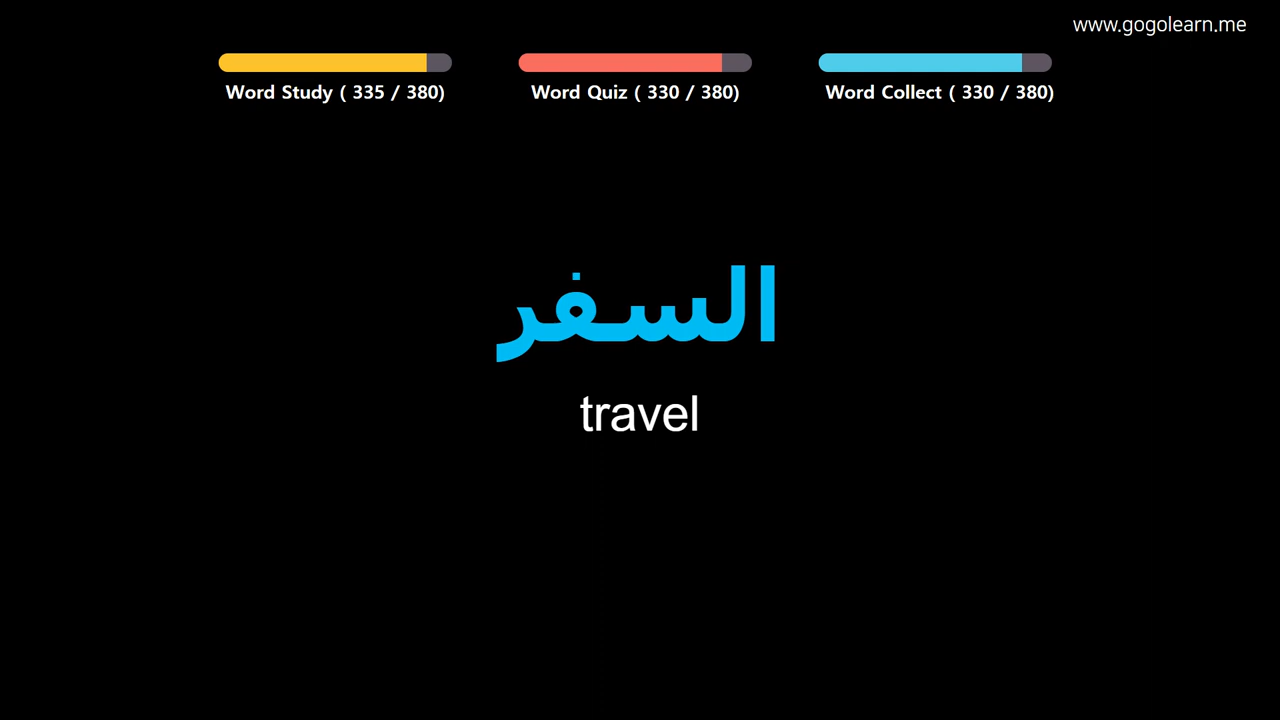 www.gogolearn.me
Word Study ( 335 / 380)
Word Quiz ( 330 / 380)
Word Collect ( 330 / 380)
السفر
travel